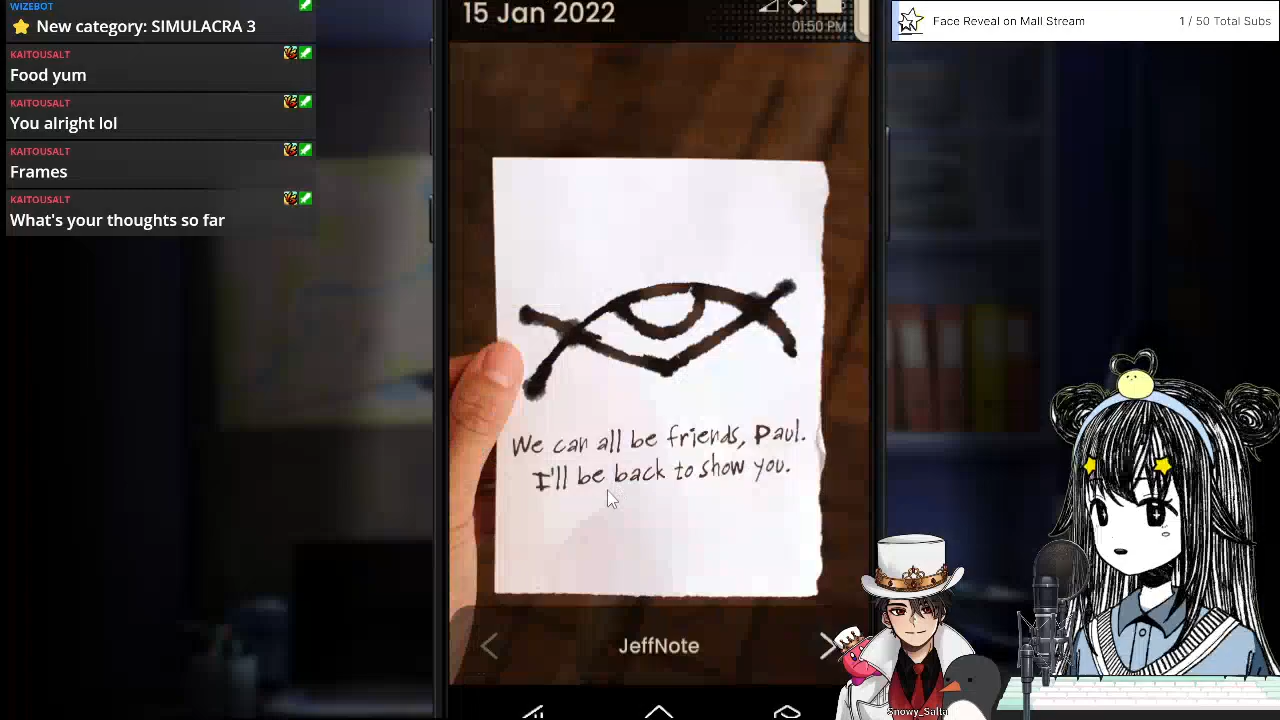 WIZEBOT
New category: SIMULACRA 3
KAITOUSALT
Food yum
KAITOUSALT
You alright lol
KAITOUSALT
Frames
KAITOUSALT
What's your thoughts so far
15 Jan 2022
01:50 PM
We can all be friends, Paul.
I'll be back to show you.
JeffNote
Face Reveal on Mall Stream
1 / 50 Total Subs
Snowy_Salta